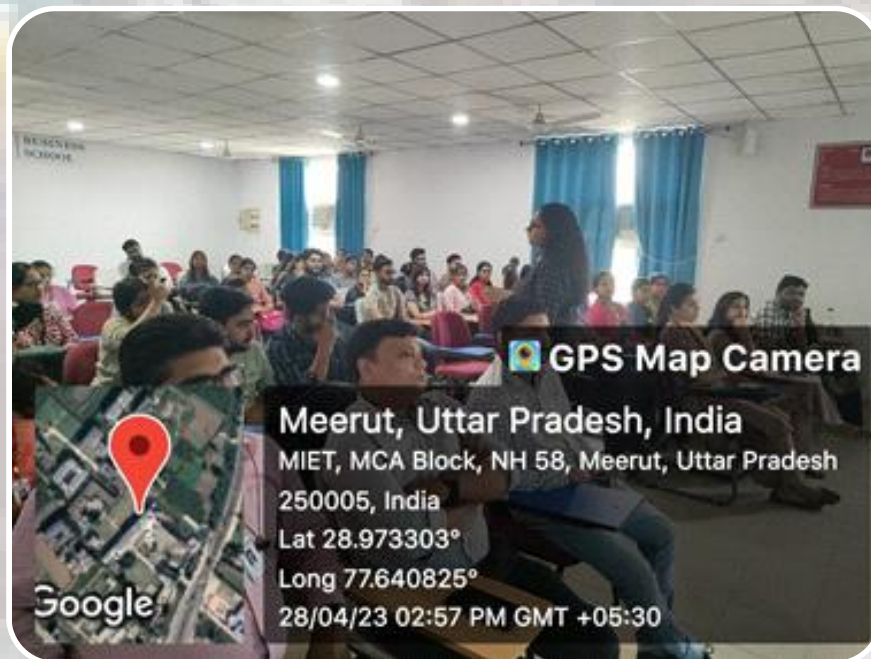 BUSINESS
SCHOOL
GPS Map Camera
Meerut, Uttar Pradesh, India
MIET, MCA Block, NH 58, Meerut, Uttar Pradesh
250005, India
Lat 28.973303°
Long 77.640825°
28/04/23 02:57 PM GMT +05:30
Google